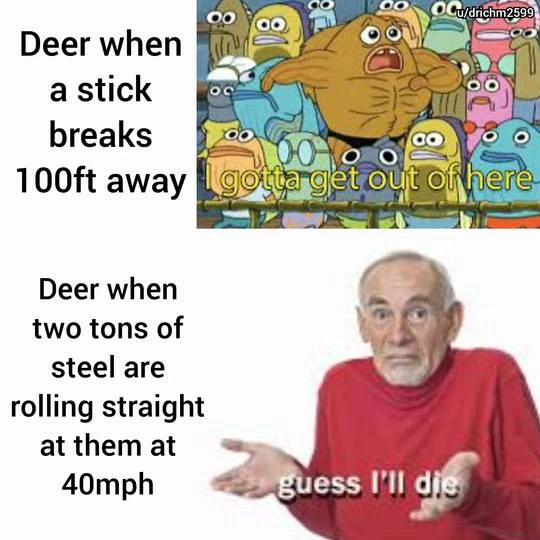 u/drichm2599
Deer when
a stick
breaks
100ft away
I gotta get out of here
Deer when
two tons of
steel are
rolling straight
at them at
40mph
guess I'll die